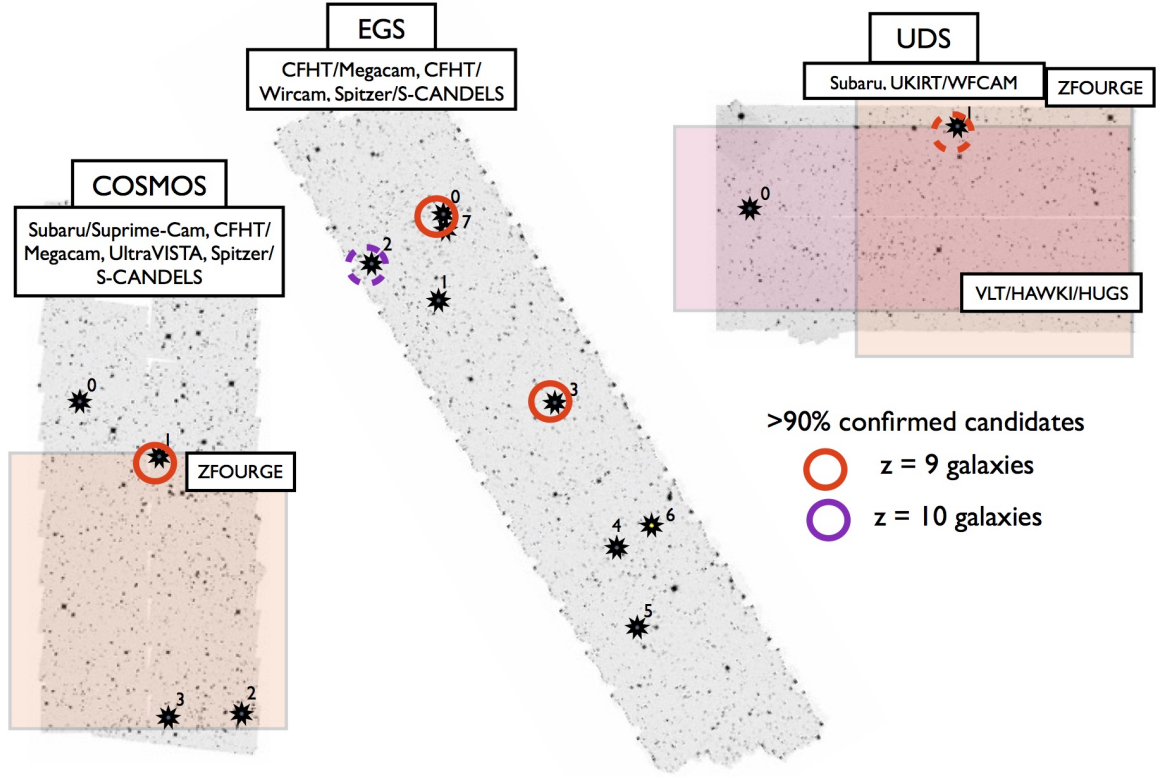 EGS
CFHT/Megacam, CFHT/
Wircam, Spitzer/S-CANDELS
UDS
Subaru, UKIRT/WFCAM
ZFOURGE
1
0
VLT/HAWKI/HUGS
COSMOS
Subaru/Suprime-Cam, CFHT/
Megacam, UltraVISTA, Spitzer/
S-CANDELS
0
1
ZFOURGE
3
2
0
7
2
1
3
6
4
5
>90% confirmed candidates
z = 9 galaxies
z = 10 galaxies